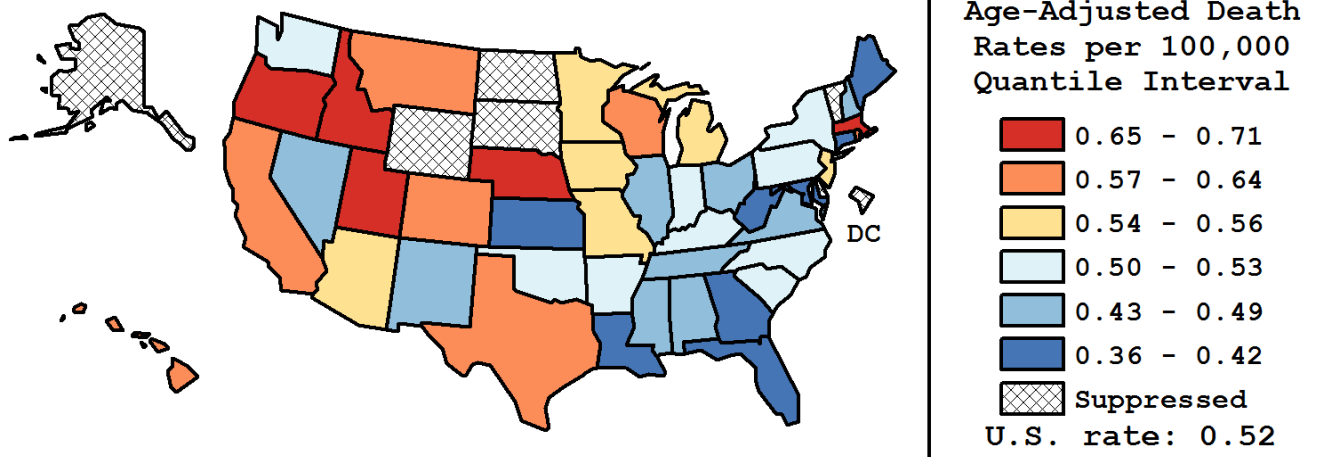 DC
Age-Adjusted Death
Rates per 100,000
Quantile Interval
0.65 - 0.71
0.57 - 0.64
0.54 - 0.56
0.50 - 0.53
0.43 - 0.49
0.36 - 0.42
Suppressed
U.S. rate: 0.52